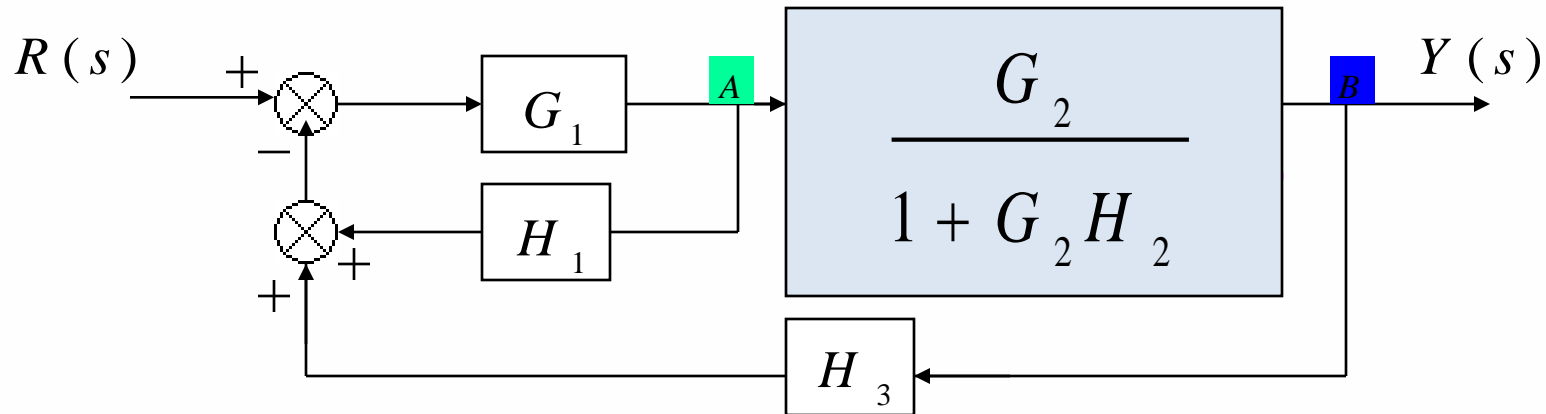 R(s)
+
−
G₁
A
G₂
1 + G₂H₂
B
Y(s)
H₁
+
+
H₃